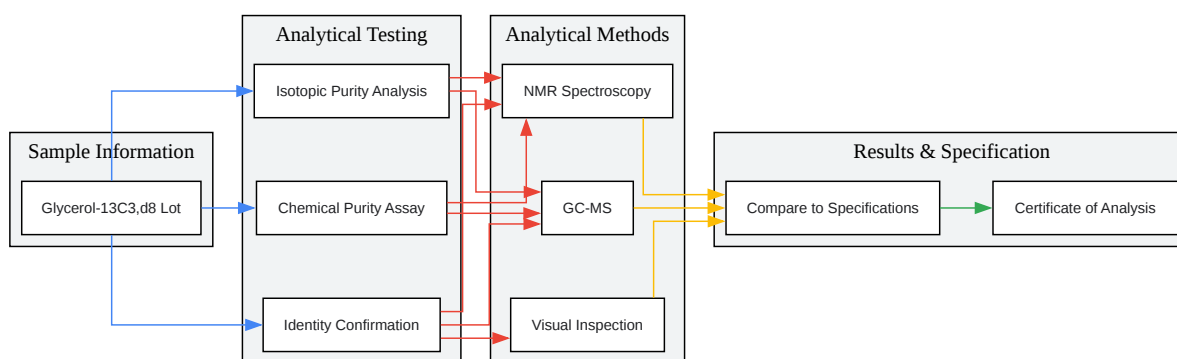 Sample Information
Glycerol-13C3,d8 Lot
Analytical Testing
Isotopic Purity Analysis
Chemical Purity Assay
Identity Confirmation
Analytical Methods
NMR Spectroscopy
GC-MS
Visual Inspection
Results & Specification
Compare to Specifications
Certificate of Analysis